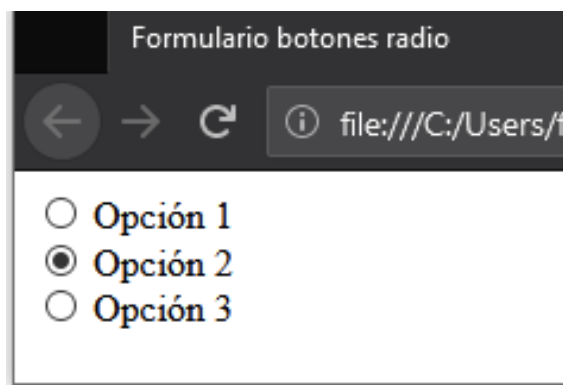 Formulario botones radio
file:///C:/Users/
Opción 1
Opción 2
Opción 3